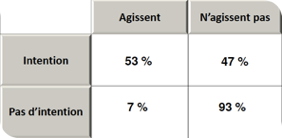 Agissent N’agissent pas
Intention 53 % 47 %
Pas d’intention 7 % 93 %